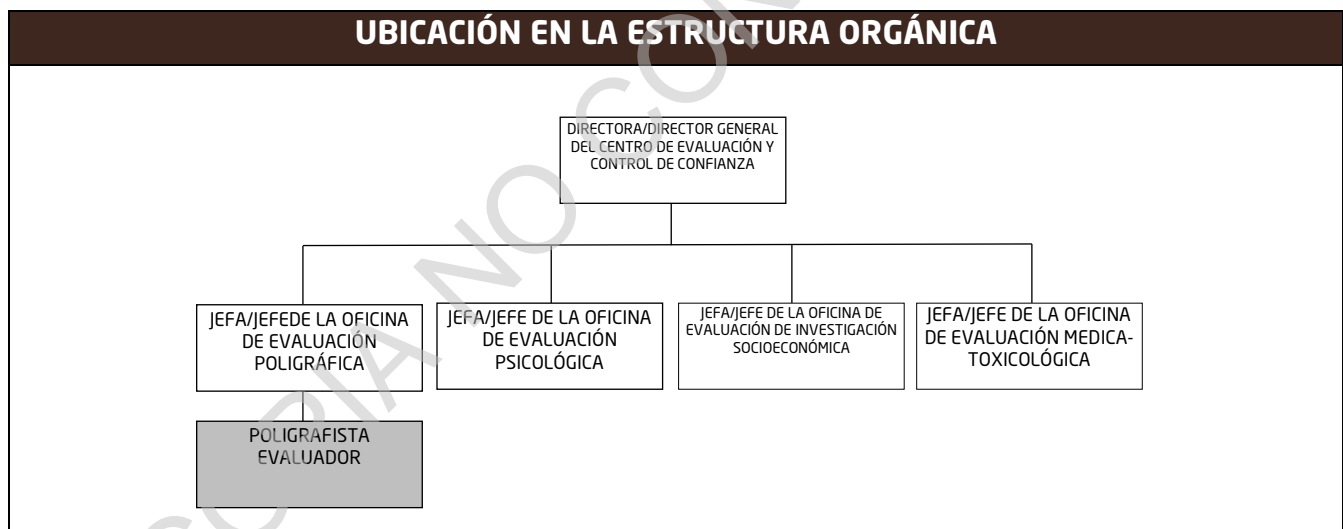 UBICACIÓN EN LA ESTRUCTURA ORGÁNICA
DIRECTORA/DIRECTOR GENERAL
DEL CENTRO DE EVALUACIÓN Y
CONTROL DE CONFIANZA
JEFA/JEFEDE LA OFICINA
DE EVALUACIÓN
POLIGRÁFICA
JEFA/JEFE DE LA OFICINA
DE EVALUACIÓN
PSICOLÓGICA
JEFA/JEFE DE LA OFICINA DE
EVALUACIÓN DE INVESTIGACIÓN
SOCIOECONÓMICA
JEFA/JEFE DE LA OFICINA
DE EVALUACIÓN MEDICA-
TOXICOLÓGICA
POLIGRAFISTA
EVALUADOR
COPIA NO